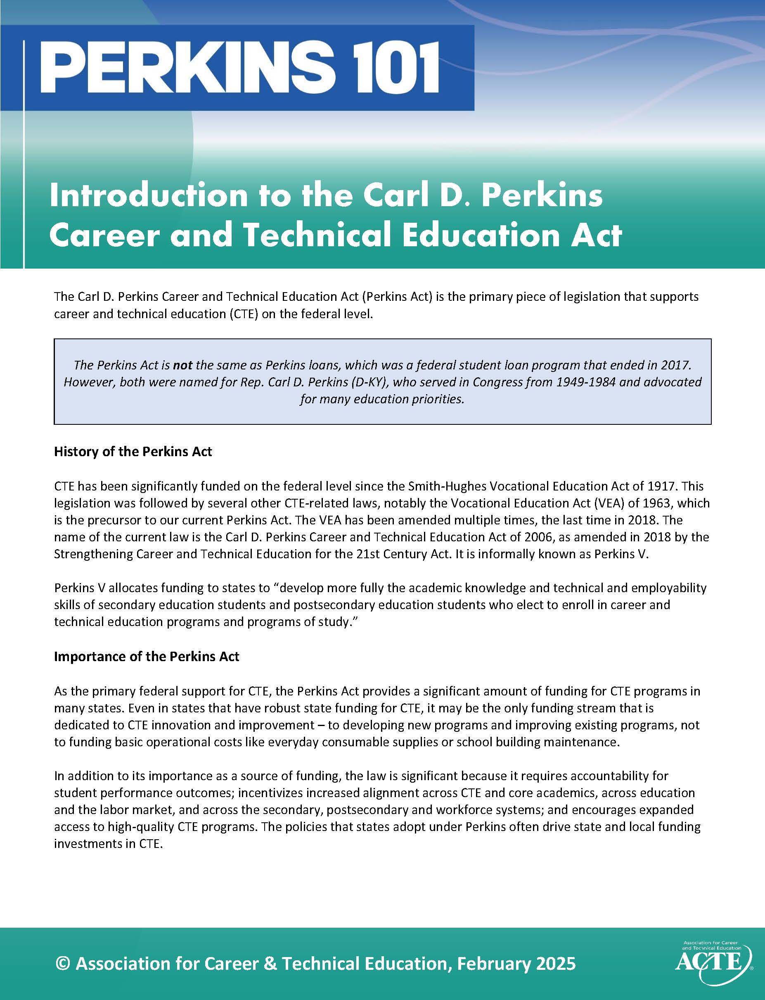 PERKINS 101
Introduction to the Carl D. Perkins
Career and Technical Education Act
The Carl D. Perkins Career and Technical Education Act (Perkins Act) is the primary piece of legislation that supports
career and technical education (CTE) on the federal level.
The Perkins Act is not the same as Perkins loans, which was a federal student loan program that ended in 2017.
However, both were named for Rep. Carl D. Perkins (D-KY), who served in Congress from 1949-1984 and advocated
for many education priorities.
History of the Perkins Act
CTE has been significantly funded on the federal level since the Smith-Hughes Vocational Education Act of 1917. This
legislation was followed by several other CTE-related laws, notably the Vocational Education Act (VEA) of 1963, which
is the precursor to our current Perkins Act. The VEA has been amended multiple times, the last time in 2018. The
name of the current law is the Carl D. Perkins Career and Technical Education Act of 2006, as amended in 2018 by the
Strengthening Career and Technical Education for the 21st Century Act. It is informally known as Perkins V.
Perkins V allocates funding to states to “develop more fully the academic knowledge and technical and employability
skills of secondary education students and postsecondary education students who elect to enroll in career and
technical education programs and programs of study.”
Importance of the Perkins Act
As the primary federal support for CTE, the Perkins Act provides a significant amount of funding for CTE programs in
many states. Even in states that have robust state funding for CTE, it may be the only funding stream that is
dedicated to CTE innovation and improvement – to developing new programs and improving existing programs, not
to funding basic operational costs like everyday consumable supplies or school building maintenance.
In addition to its importance as a source of funding, the law is significant because it requires accountability for
student performance outcomes; incentivizes increased alignment across CTE and core academics, across education
and the labor market, and across the secondary, postsecondary and workforce systems; and encourages expanded
access to high-quality CTE programs. The policies that states adopt under Perkins often drive state and local funding
investments in CTE.
© Association for Career & Technical Education, February 2025
Association for Career
and Technical Education
ACTE®